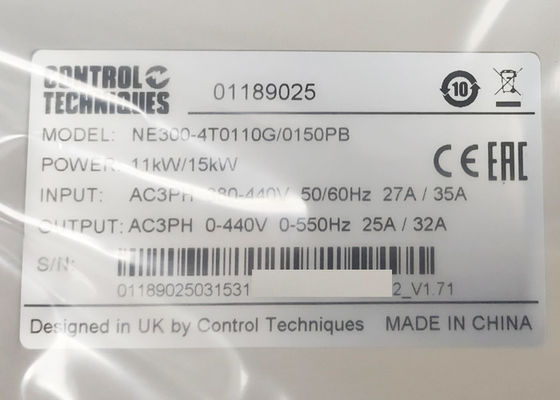 CONTROL
TECHNIQUES
01189025
10
MODEL: NE300-4T0110G/0150PB
POWER: 11kW/15kW
CE EAC
INPUT: AC3PH 380-440V 50/60Hz 27A / 35A
OUTPUT: AC3PH 0-440V 0-550Hz 25A / 32A
S/N:
01189025031531 2_V1.71
Designed in UK by Control Techniques MADE IN CHINA